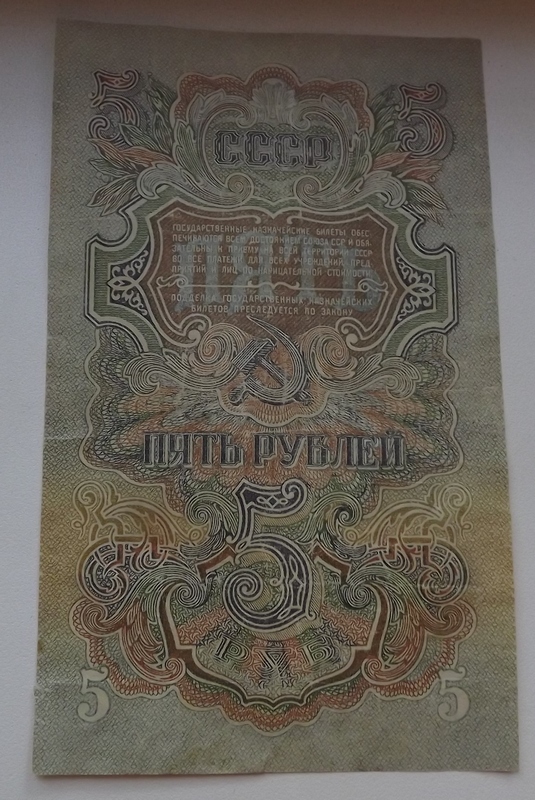 5 5
СССР
ГОСУДАРСТВЕННЫЕ КАЗНАЧЕЙСКИЕ БИЛЕТЫ ОБЕС-
ПЕЧИВАЮТСЯ ВСЕМ ДОСТОЯНИЕМ СОЮЗА ССР И ОБЯ-
ЗАТЕЛЬНЫ К ПРИЕМУ НА ВСЕЙ ТЕРРИТОРИИ СССР
ВО ВСЕ ПЛАТЕЖИ ДЛЯ ВСЕХ УЧРЕЖДЕНИЙ, ПРЕД-
ПРИЯТИЙ И ЛИЦ ПО НАРИЦАТЕЛЬНОЙ СТОИМОСТИ.
ПОДДЕЛКА ГОСУДАРСТВЕННЫХ КАЗНАЧЕЙСКИХ
БИЛЕТОВ ПРЕСЛЕДУЕТСЯ ПО ЗАКОНУ
ПЯТЬ РУБЛЕЙ
5
РУБ
5 5